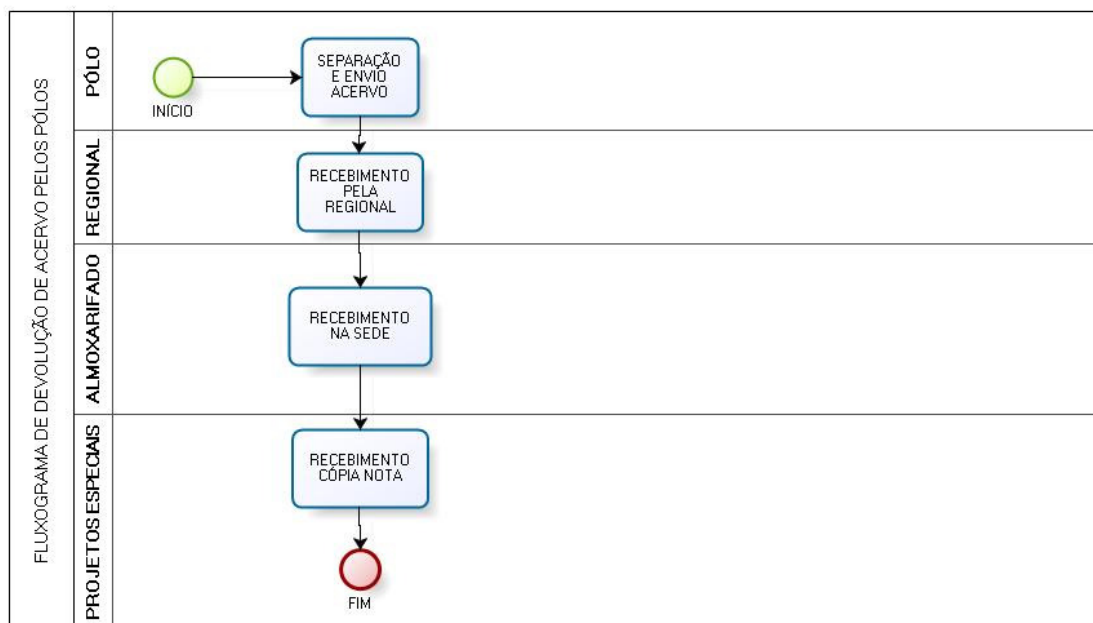 FLUXOGRAMA DE DEVOLUÇÃO DE ACERVO PELOS PÓLOS
PÓLO
INÍCIO
SEPARAÇÃO
E ENVIO
ACERVO
REGIONAL
RECEBIMENTO
PELA
REGIONAL
ALMOXARIFADO
RECEBIMENTO
NA SEDE
PROJETOS ESPECIAIS
RECEBIMENTO
CÓPIA NOTA
FIM